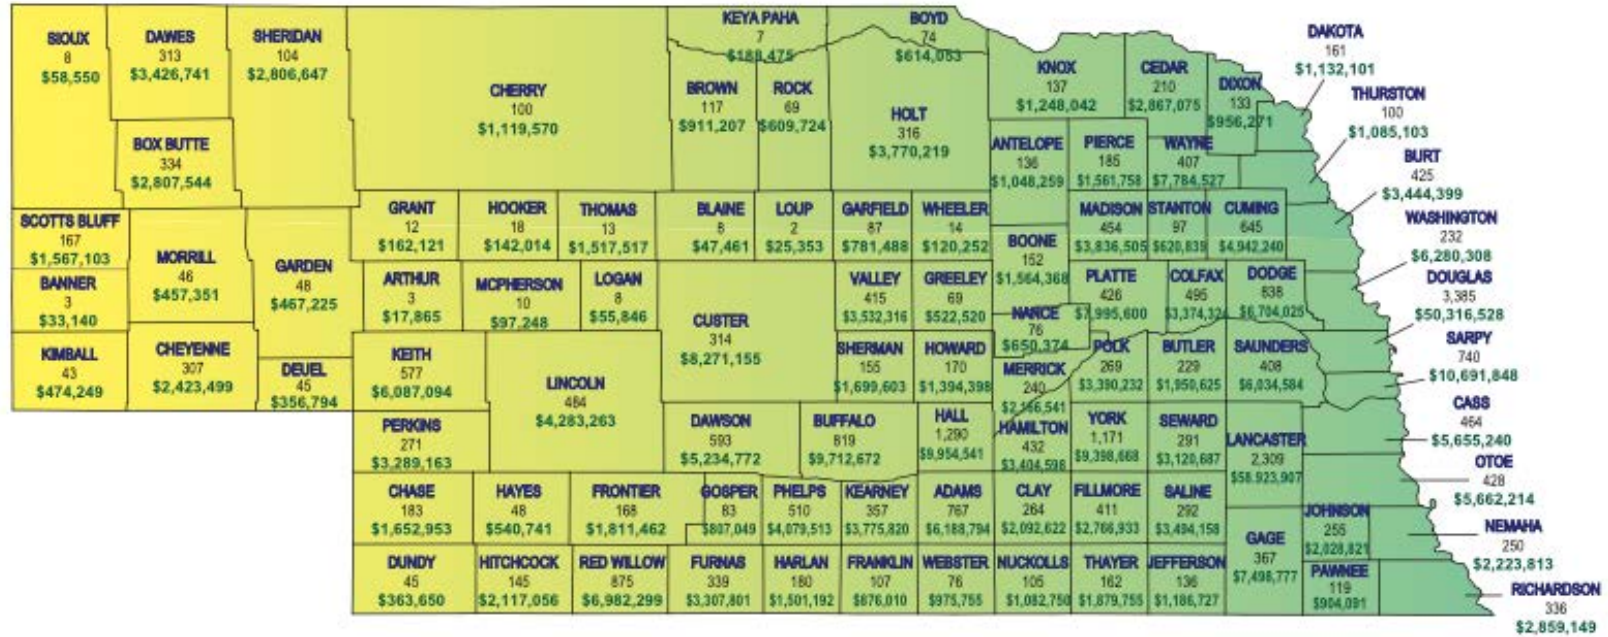 SIOUX
8
$58,550
DAWES
313
$3,426,741
SHERIDAN
104
$2,806,647
BOX BUTTE
334
$2,807,544
CHERRY
100
$1,119,570
KEYA PAHA
7
$188,475
BOYD
74
$614,053
BROWN
117
$911,207
ROCK
69
$609,724
HOLT
316
$3,770,219
KNOX
137
$1,248,042
CEDAR
210
$2,867,075
DIXON
133
$956,271
DAKOTA
161
$1,132,101
THURSTON
100
$1,085,103
ANTELOPE
136
$1,048,259
PIERCE
185
$1,561,758
WAYNE
407
$7,784,527
BURT
425
$3,444,399
WASHINGTON
232
$6,280,308
SCOTTS BLUFF
167
$1,567,103
BANNER
3
$33,140
KIMBALL
43
$474,249
MORRILL
46
$457,351
CHEYENNE
307
$2,423,499
GARDEN
48
$467,225
DEUEL
45
$356,794
GRANT
12
$162,121
HOOKER
18
$142,014
THOMAS
13
$1,517,517
BLAINE
8
$47,461
LOUP
2
$25,353
GARFIELD
87
$781,488
WHEELER
14
$120,252
BOONE
152
$1,564,368
MADISON
454
$3,836,505
STANTON
97
$620,839
CUMING
645
$4,942,240
ARTHUR
3
$17,865
MCPHERSON
10
$97,248
LOGAN
8
$55,846
CUSTER
314
$8,271,155
VALLEY
415
$3,532,316
GREELEY
69
$522,520
NANCE
76
$650,374
PLATTE
426
$7,995,600
COLFAX
495
$3,374,324
DODGE
838
$6,704,025
DOUGLAS
3,385
$50,316,528
SARPY
740
$10,691,848
KEITH
577
$6,087,094
LINCOLN
484
$4,283,263
SHERMAN
155
$1,699,603
HOWARD
170
$1,394,398
MERRICK
240
$2,166,541
POLK
269
$3,390,232
BUTLER
229
$1,950,625
SAUNDERS
408
$6,034,584
CASS
464
$5,655,240
PERKINS
271
$3,289,163
DAWSON
593
$5,234,772
BUFFALO
819
$9,712,672
HALL
1,290
$9,954,541
HAMILTON
432
$3,404,596
YORK
1,171
$9,398,668
SEWARD
291
$3,120,687
LANCASTER
2,309
$58,923,907
OTOE
428
$5,662,214
CHASE
183
$1,652,953
HAYES
48
$540,741
FRONTIER
168
$1,811,462
GOSPER
83
$807,049
PHELPS
510
$4,079,513
KEARNEY
357
$3,775,820
ADAMS
767
$6,188,794
CLAY
264
$2,092,622
FILLMORE
411
$2,766,933
SALINE
292
$3,494,158
GAGE
367
$7,498,777
JOHNSON
255
$2,028,821
NEMAHA
250
$2,223,813
DUNDY
45
$363,650
HITCHCOCK
145
$2,117,056
RED WILLOW
875
$6,982,299
FURNAS
339
$3,307,801
HARLAN
180
$1,501,192
FRANKLIN
107
$876,010
WEBSTER
76
$975,755
NUCKOLLS
105
$1,082,750
THAYER
162
$1,879,755
JEFFERSON
136
$1,186,727
PAWNEE
119
$904,091
RICHARDSON
336
$2,859,149